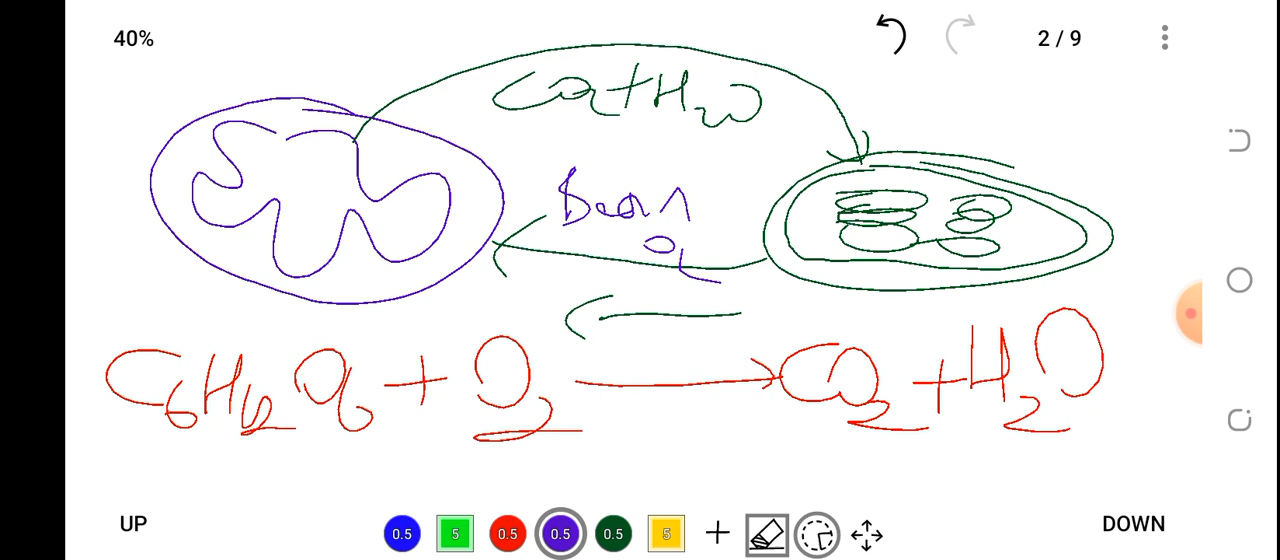 40%
2 / 9
CO2+H2O
O2
C6H12O6 + O2 → CO2 + H2O
UP
0.5 5 0.5 0.5 0.5 5
DOWN